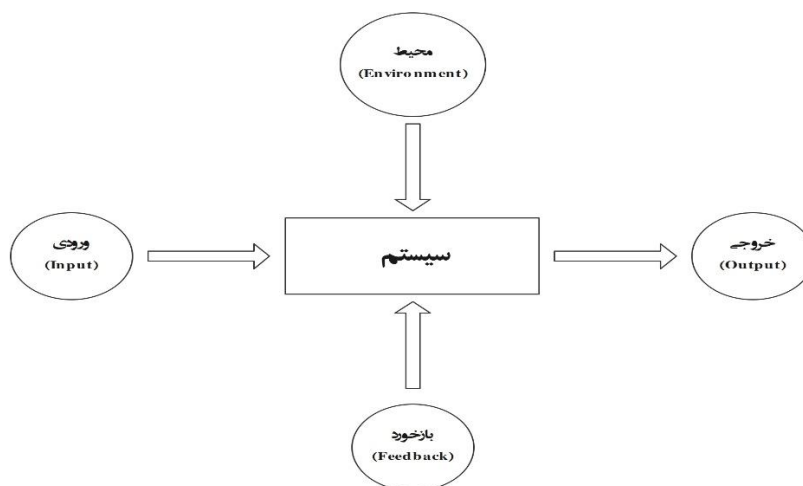 محیط
(Environment)
ورودی
(Input)
سیستم
خروجی
(Output)
بازخورد
(Feedback)